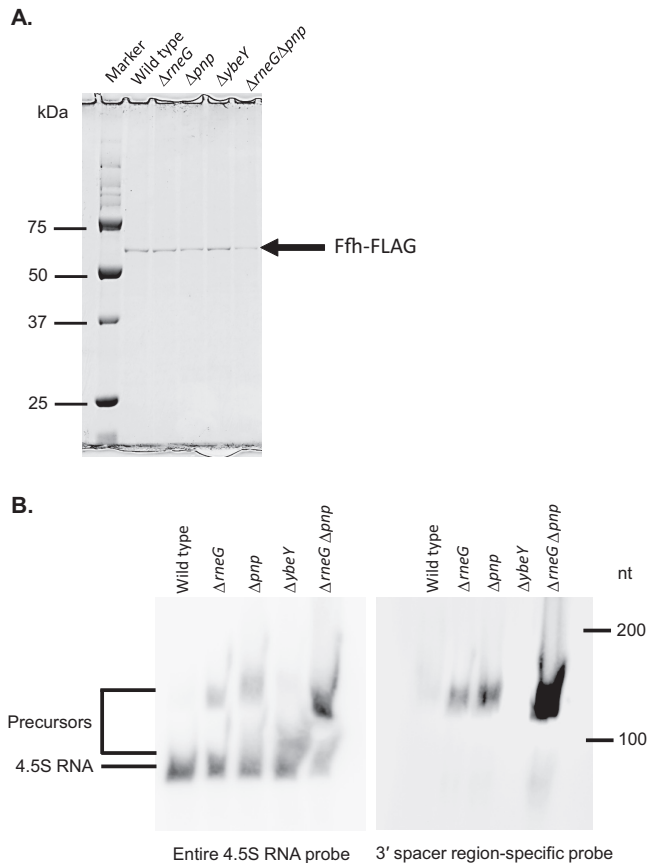 A.
Marker
Wild type
ΔrneG
Δpnp
ΔybeY
ΔrneGΔpnp
kDa
75
50
37
25
Ffh-FLAG
B.
Wild type
ΔrneG
Δpnp
ΔybeY
ΔrneG Δpnp
Wild type
ΔrneG
Δpnp
ΔybeY
ΔrneG Δpnp
nt
200
100
Precursors
4.5S RNA
Entire 4.5S RNA probe
3′ spacer region-specific probe